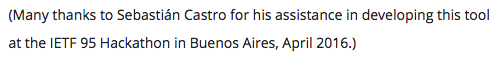 (Many thanks to Sebastián Castro for his assistance in developing this tool
at the IETF 95 Hackathon in Buenos Aires, April 2016.)